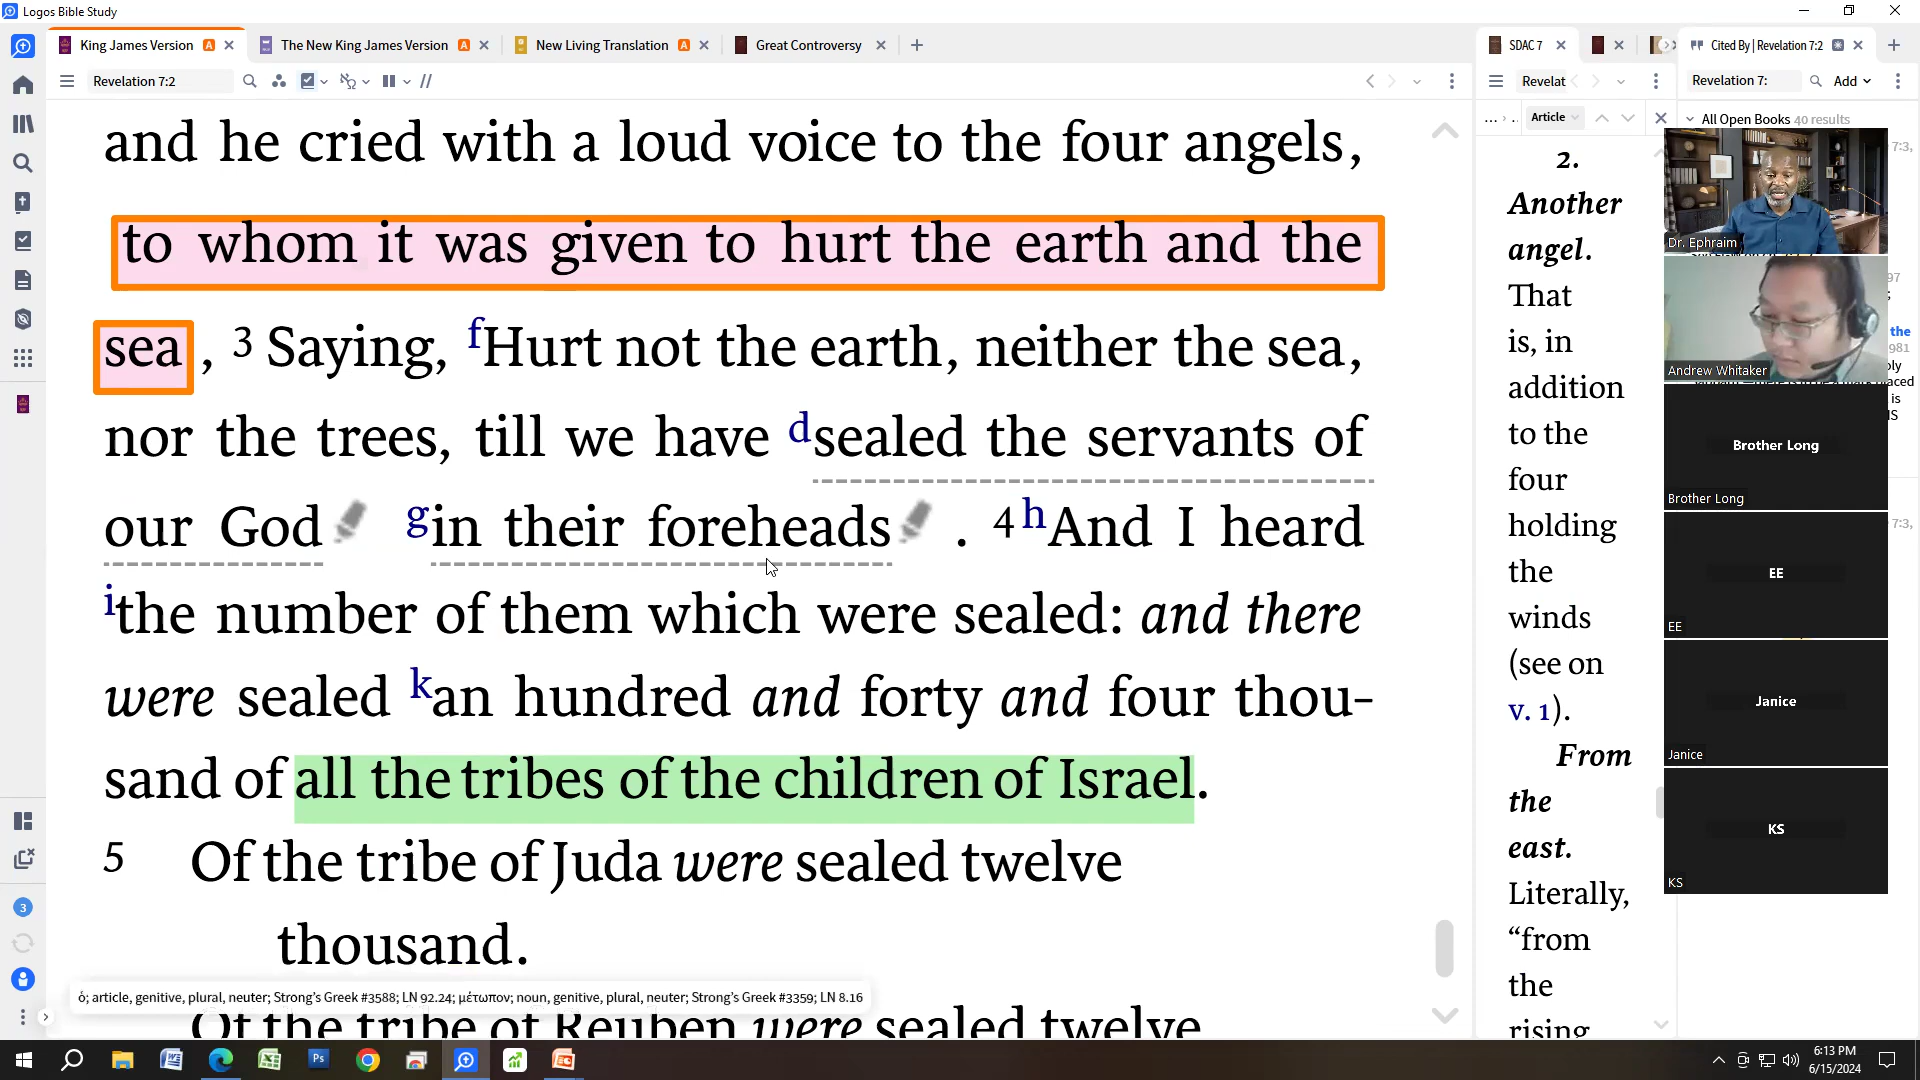 Logos Bible Study
King James Version A
The New King James Version A
New Living Translation A
Great Controversy
SDAC 7
Cited By | Revelation 7:2
Revelation 7:2
Revelat
Revelation 7:
Add
and he cried with a loud voice to the four angels,
to whom it was given to hurt the earth and the
sea , 3 Saying, fHurt not the earth, neither the sea,
nor the trees, till we have dsealed the servants of
our God gin their foreheads . 4 hAnd I heard
ithe number of them which were sealed: and there
were sealed kan hundred and forty and four thou-
sand of all the tribes of the children of Israel.
5 Of the tribe of Juda were sealed twelve
thousand.
Of the tribe of Reuben were sealed twelve
ὁ; article, genitive, plural, neuter; Strong's Greek #3588; LN 92.24; μέτωπον; noun, genitive, plural, neuter; Strong's Greek #3359; LN 8.16
... › ..
Article
2.
Another
angel.
That
is, in
addition
to the
four
holding
the
winds
(see on
v. 1).
From
the
east.
Literally,
“from
the
rising
All Open Books 40 results
7:3,
Dr. Ephraim
97
the
981
Andrew Whitaker
is
Brother Long
Brother Long
7:3,
EE
EE
Janice
Janice
KS
KS
3
6:13 PM
6/15/2024